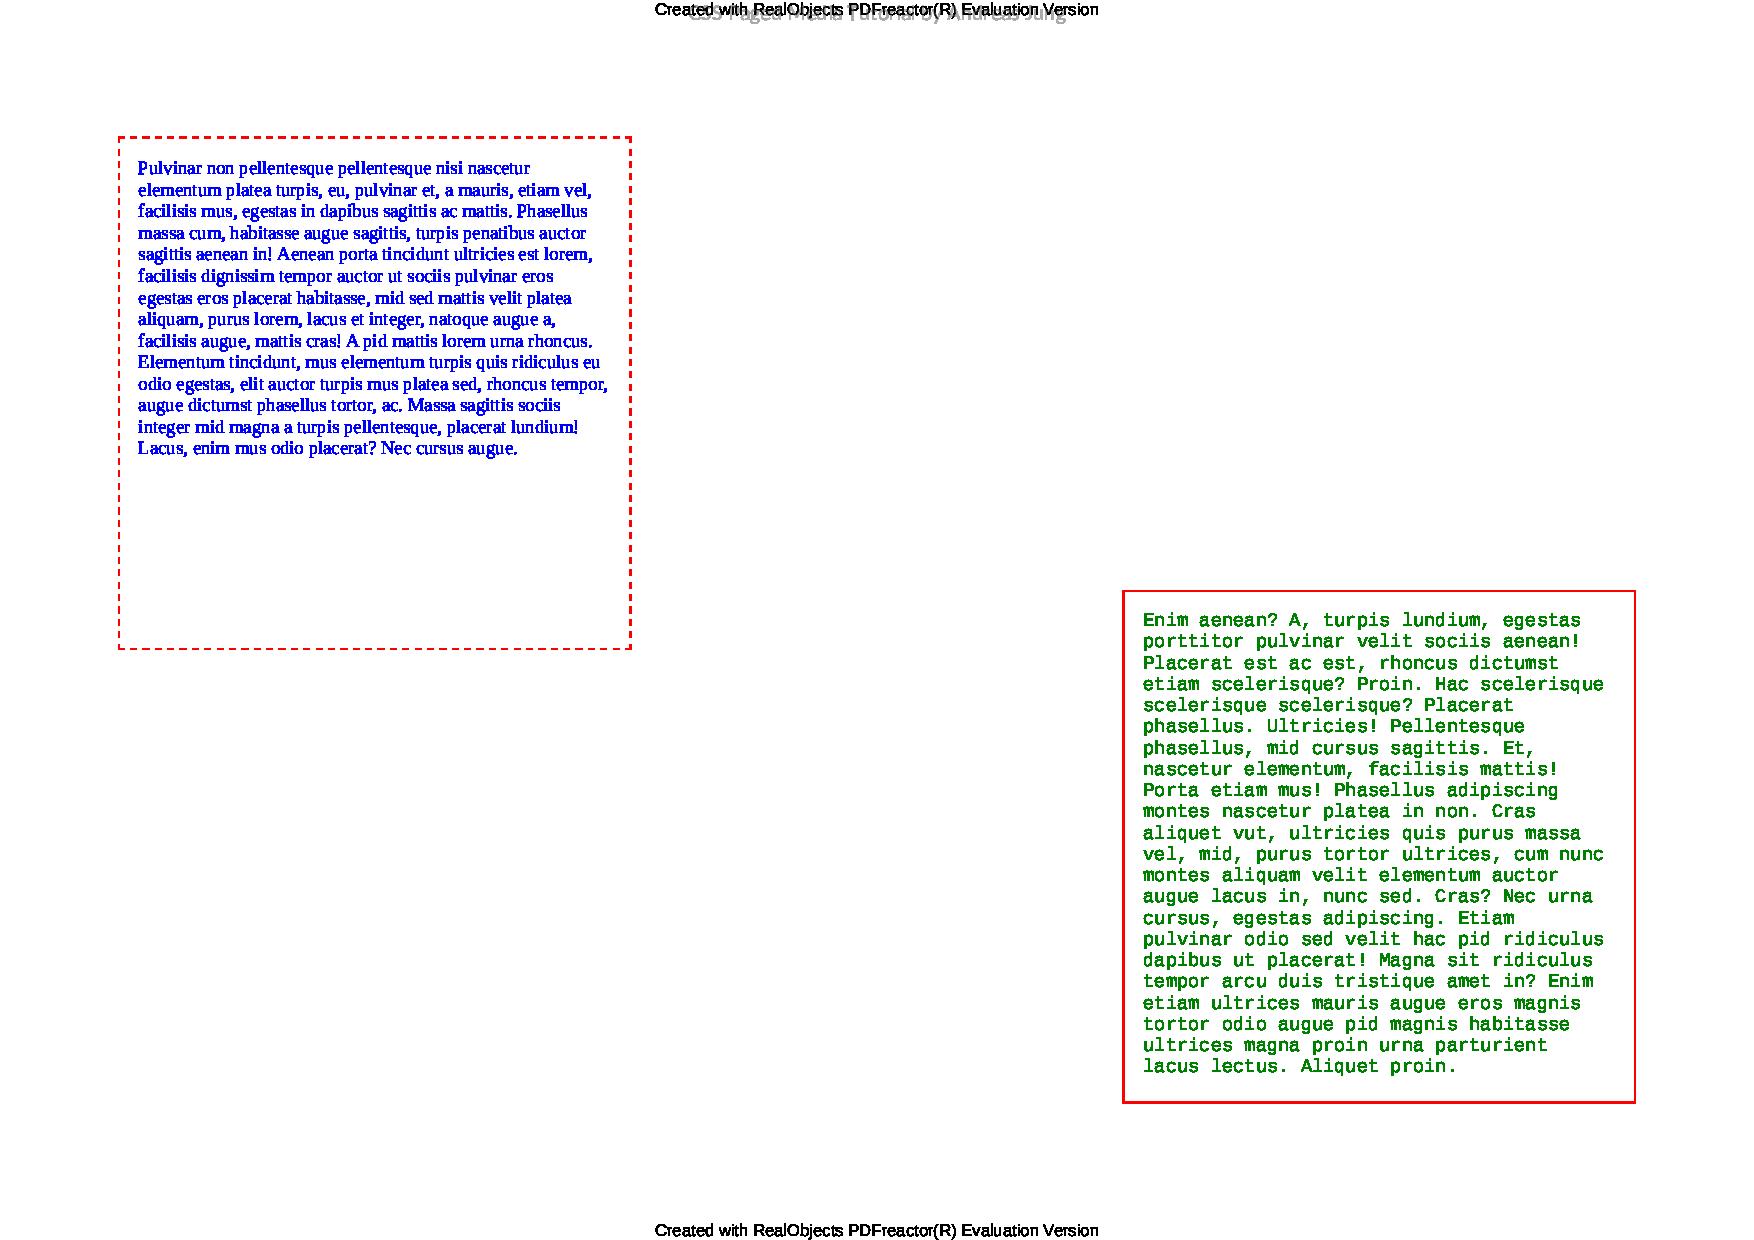 Created with RealObjects PDFreactor(R) Evaluation Version
CSS Paged Media Tutorial by Andreas Jung
Pulvinar non pellentesque pellentesque nisi nascetur
elementum platea turpis, eu, pulvinar et, a mauris, etiam vel,
facilisis mus, egestas in dapibus sagittis ac mattis. Phasellus
massa cum, habitasse augue sagittis, turpis penatibus auctor
sagittis aenean in! Aenean porta tincidunt ultricies est lorem,
facilisis dignissim tempor auctor ut sociis pulvinar eros
egestas eros placerat habitasse, mid sed mattis velit platea
aliquam, purus lorem, lacus et integer, natoque augue a,
facilisis augue, mattis cras! A pid mattis lorem urna rhoncus.
Elementum tincidunt, mus elementum turpis quis ridiculus eu
odio egestas, elit auctor turpis mus platea sed, rhoncus tempor,
augue dictumst phasellus tortor, ac. Massa sagittis sociis
integer mid magna a turpis pellentesque, placerat lundium!
Lacus, enim mus odio placerat? Nec cursus augue.
Enim aenean? A, turpis lundium, egestas
porttitor pulvinar velit sociis aenean!
Placerat est ac est, rhoncus dictumst
etiam scelerisque? Proin. Hac scelerisque
scelerisque scelerisque? Placerat
phasellus. Ultricies! Pellentesque
phasellus, mid cursus sagittis. Et,
nascetur elementum, facilisis mattis!
Porta etiam mus! Phasellus adipiscing
montes nascetur platea in non. Cras
aliquet vut, ultricies quis purus massa
vel, mid, purus tortor ultrices, cum nunc
montes aliquam velit elementum auctor
augue lacus in, nunc sed. Cras? Nec urna
cursus, egestas adipiscing. Etiam
pulvinar odio sed velit hac pid ridiculus
dapibus ut placerat! Magna sit ridiculus
tempor arcu duis tristique amet in? Enim
etiam ultrices mauris augue eros magnis
tortor odio augue pid magnis habitasse
ultrices magna proin urna parturient
lacus lectus. Aliquet proin.
Created with RealObjects PDFreactor(R) Evaluation Version